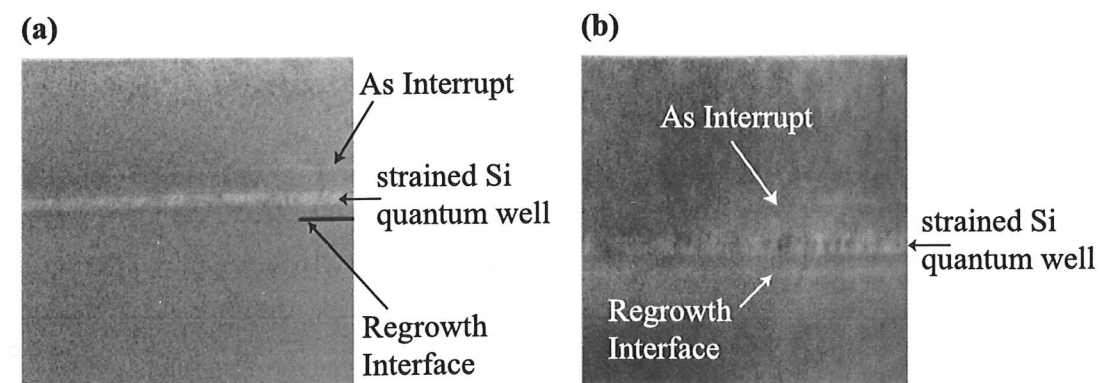 (a)
As Interrupt
strained Si
quantum well
Regrowth
Interface
(b)
As Interrupt
strained Si
quantum well
Regrowth
Interface